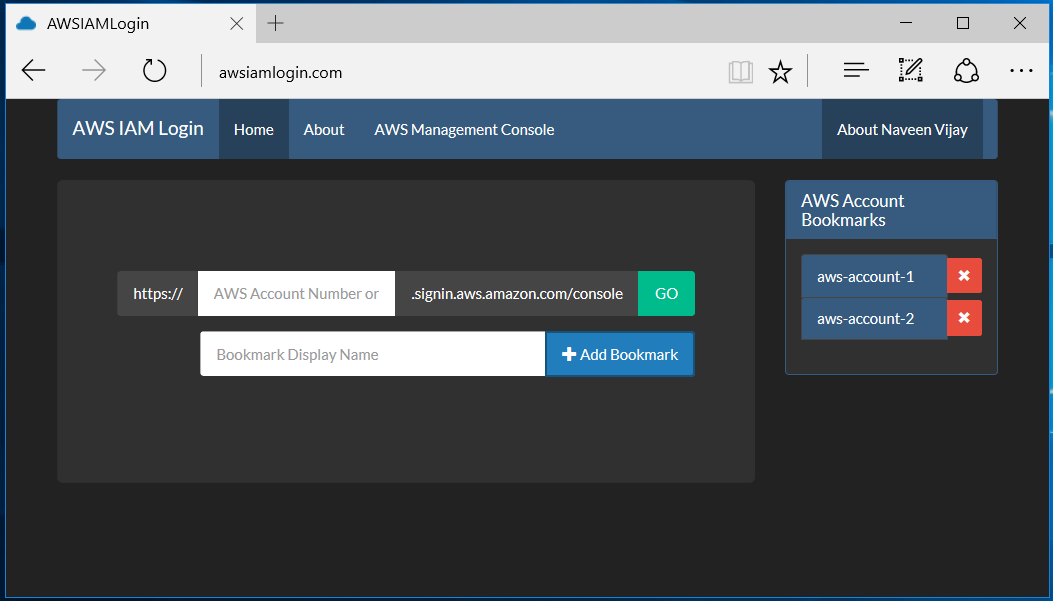 AWSIAMLogin
awsiamlogin.com
AWS IAM Login Home About AWS Management Console About Naveen Vijay
AWS Account
Bookmarks
aws-account-1
aws-account-2
https:// AWS Account Number or .signin.aws.amazon.com/console GO
Bookmark Display Name Add Bookmark